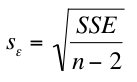 s_ε = √(SSE / (n − 2))